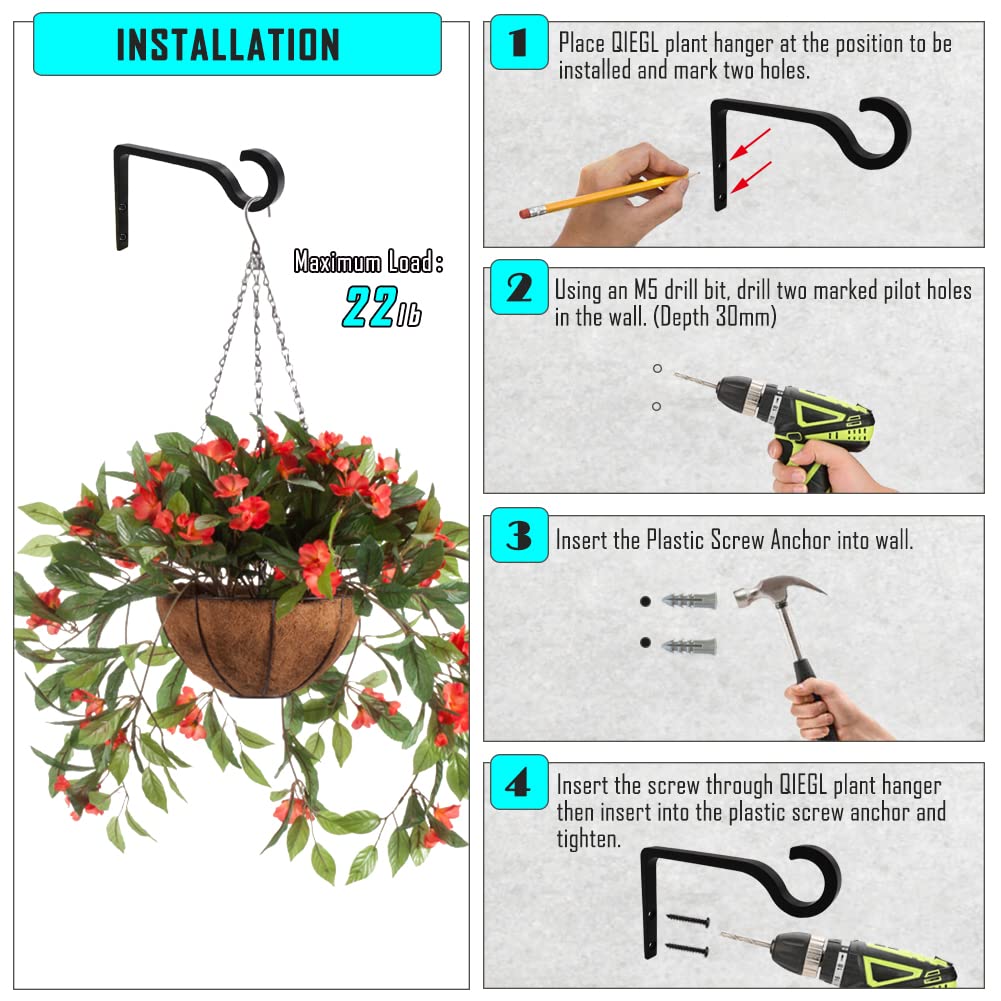 INSTALLATION
Maximum Load:
22lb
1
Place QIEGL plant hanger at the position to be
installed and mark two holes.
2
Using an M5 drill bit, drill two marked pilot holes
in the wall. (Depth 30mm)
3
Insert the Plastic Screw Anchor into wall.
4
Insert the screw through QIEGL plant hanger
then insert into the plastic screw anchor and
tighten.